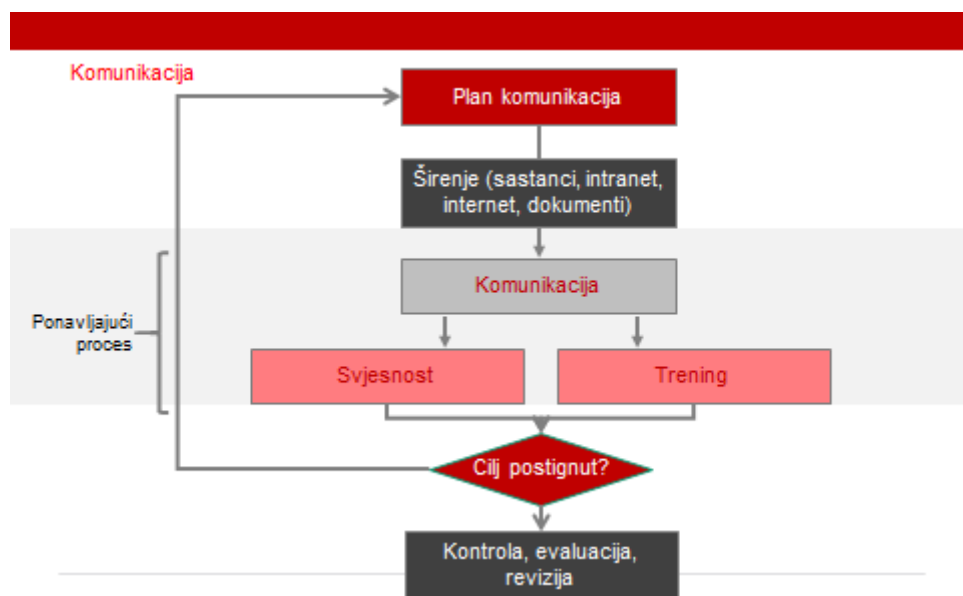 Komunikacija
Plan komunikacija
Širenje (sastanci, intranet,
internet, dokumenti)
Komunikacija
Ponavljajući
proces
Svjesnost
Trening
Cilj postignut?
Kontrola, evaluacija,
revizija